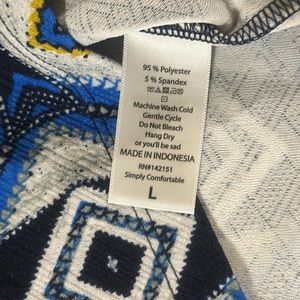 95 % Polyester
5 % Spandex
Machine Wash Cold
Gentle Cycle
Do Not Bleach
Hang Dry
or you'll be sad
MADE IN INDONESIA
RN#142151
Simply Comfortable
L